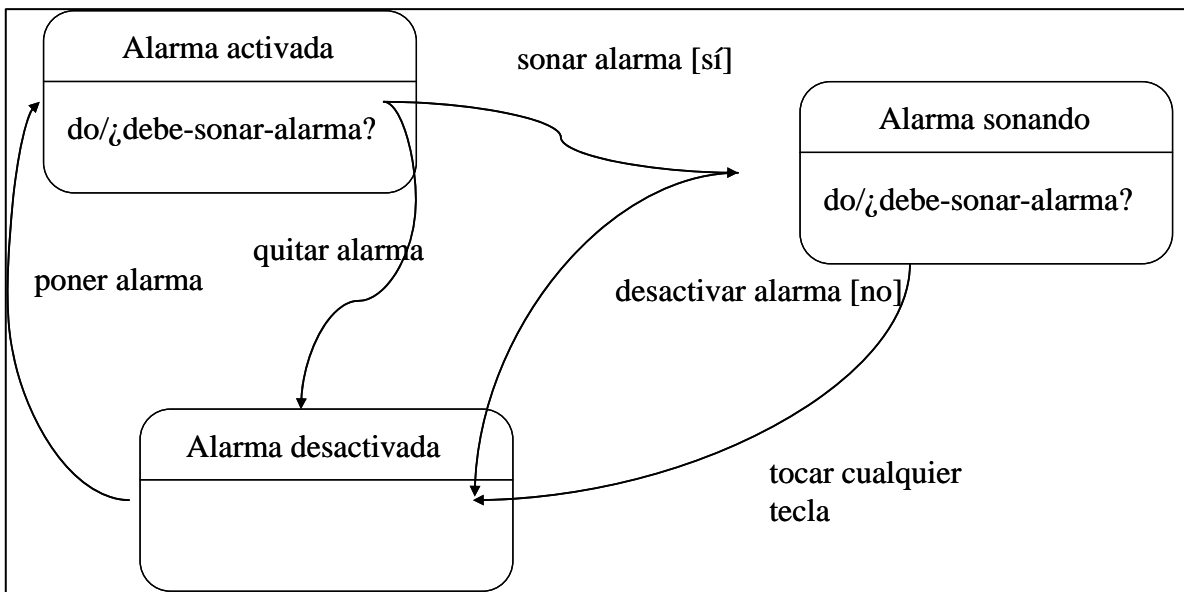 Alarma activada
do/¿debe-sonar-alarma?
sonar alarma [sí]
Alarma sonando
do/¿debe-sonar-alarma?
quitar alarma
poner alarma
desactivar alarma [no]
Alarma desactivada
tocar cualquier
tecla